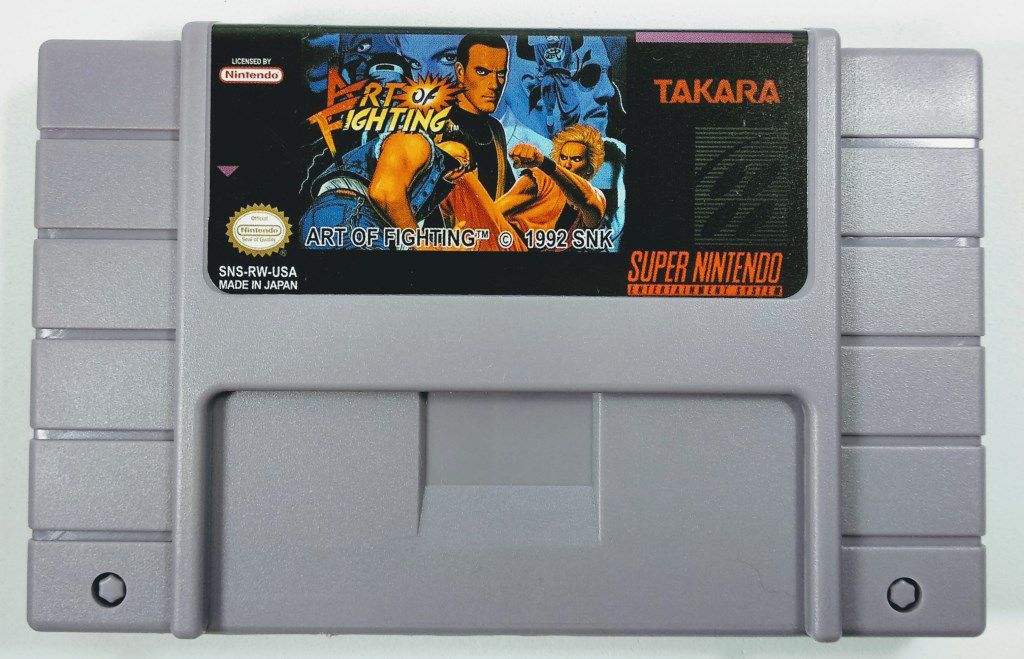 LICENSED BY
Nintendo
ART OF
FIGHTING™
TAKARA
Official
Nintendo
Seal of Quality
ART OF FIGHTING™ © 1992 SNK
SNS-RW-USA
MADE IN JAPAN
SUPER NINTENDO
ENTERTAINMENT SYSTEM